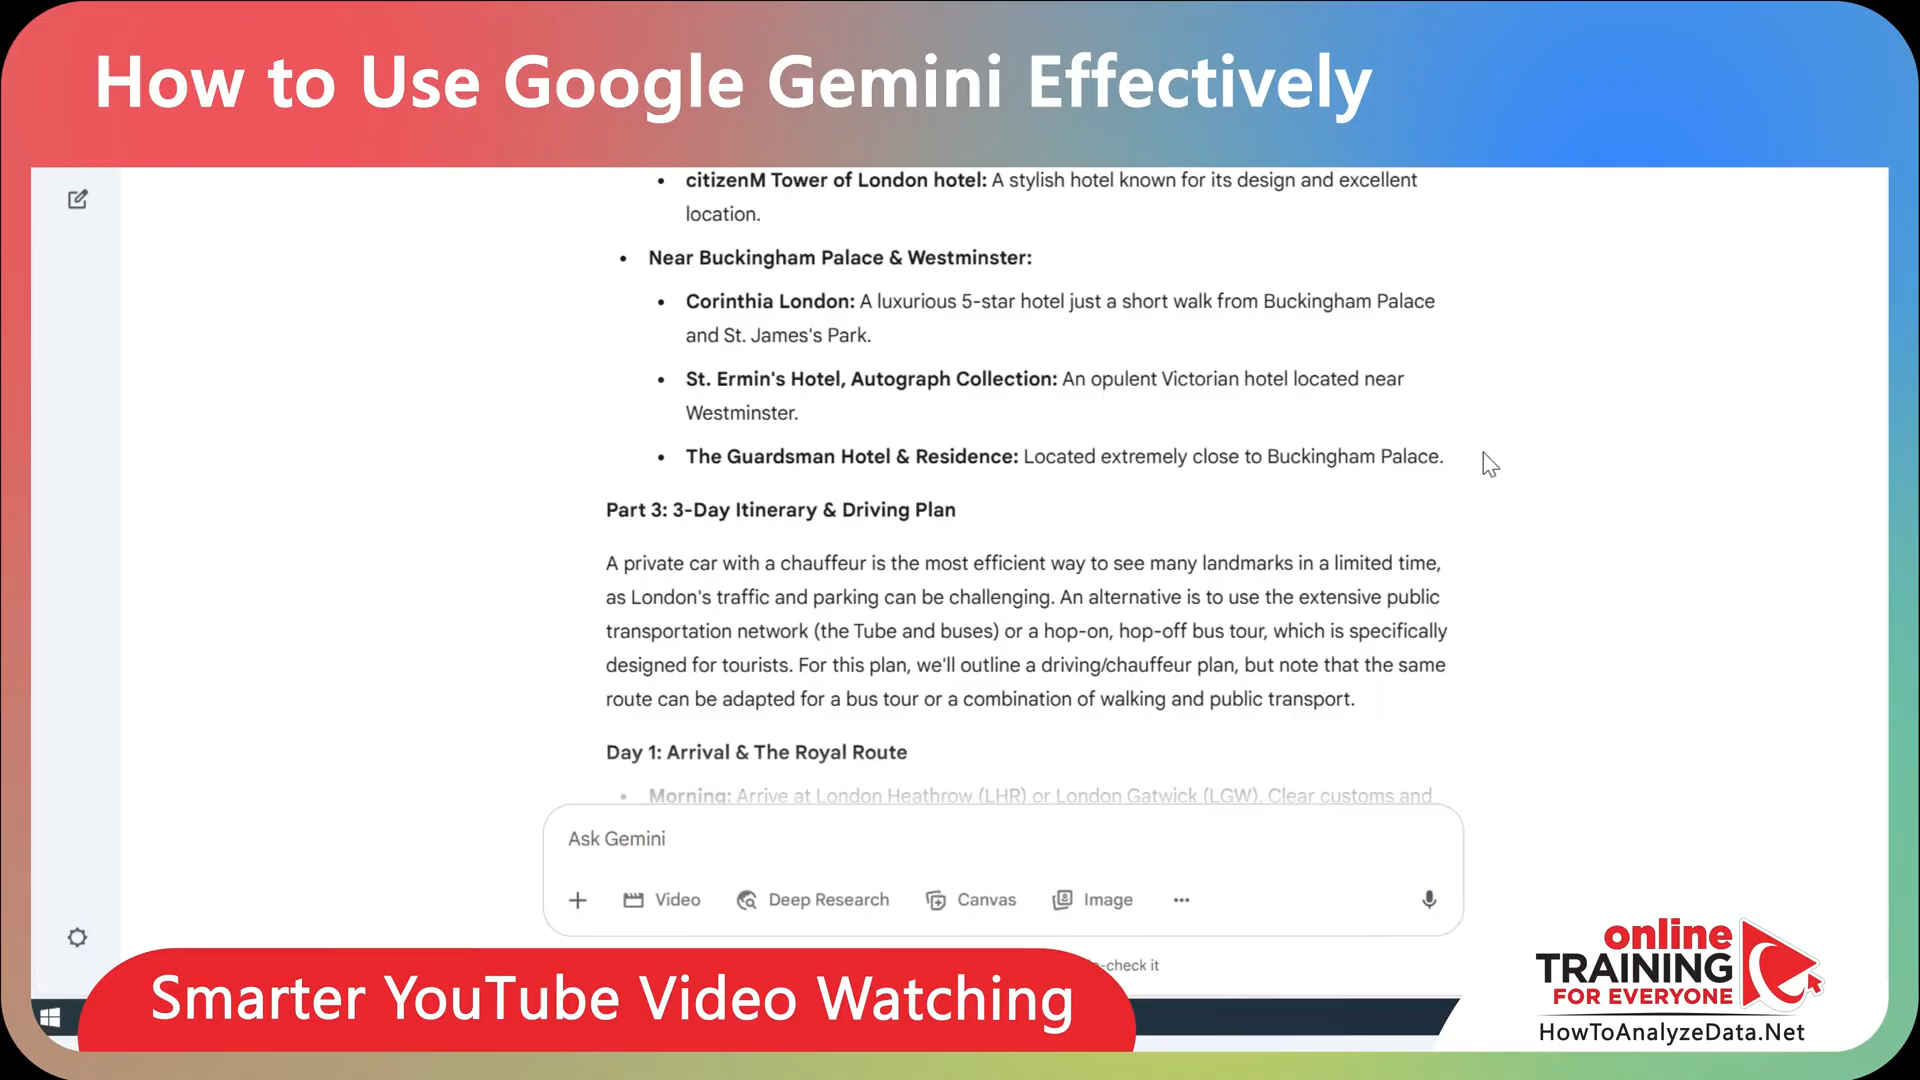 How to Use Google Gemini Effectively
citizenM Tower of London hotel: A stylish hotel known for its design and excellent
location.
Near Buckingham Palace & Westminster:
Corinthia London: A luxurious 5-star hotel just a short walk from Buckingham Palace
and St. James's Park.
St. Ermin's Hotel, Autograph Collection: An opulent Victorian hotel located near
Westminster.
The Guardsman Hotel & Residence: Located extremely close to Buckingham Palace.
Part 3: 3-Day Itinerary & Driving Plan
A private car with a chauffeur is the most efficient way to see many landmarks in a limited time,
as London's traffic and parking can be challenging. An alternative is to use the extensive public
transportation network (the Tube and buses) or a hop-on, hop-off bus tour, which is specifically
designed for tourists. For this plan, we'll outline a driving/chauffeur plan, but note that the same
route can be adapted for a bus tour or a combination of walking and public transport.
Day 1: Arrival & The Royal Route
Morning: Arrive at London Heathrow (LHR) or London Gatwick (LGW). Clear customs and
Ask Gemini
Video Deep Research Canvas Image
-check it
Smarter YouTube Video Watching
online
TRAINING
FOR EVERYONE
HowToAnalyzeData.Net